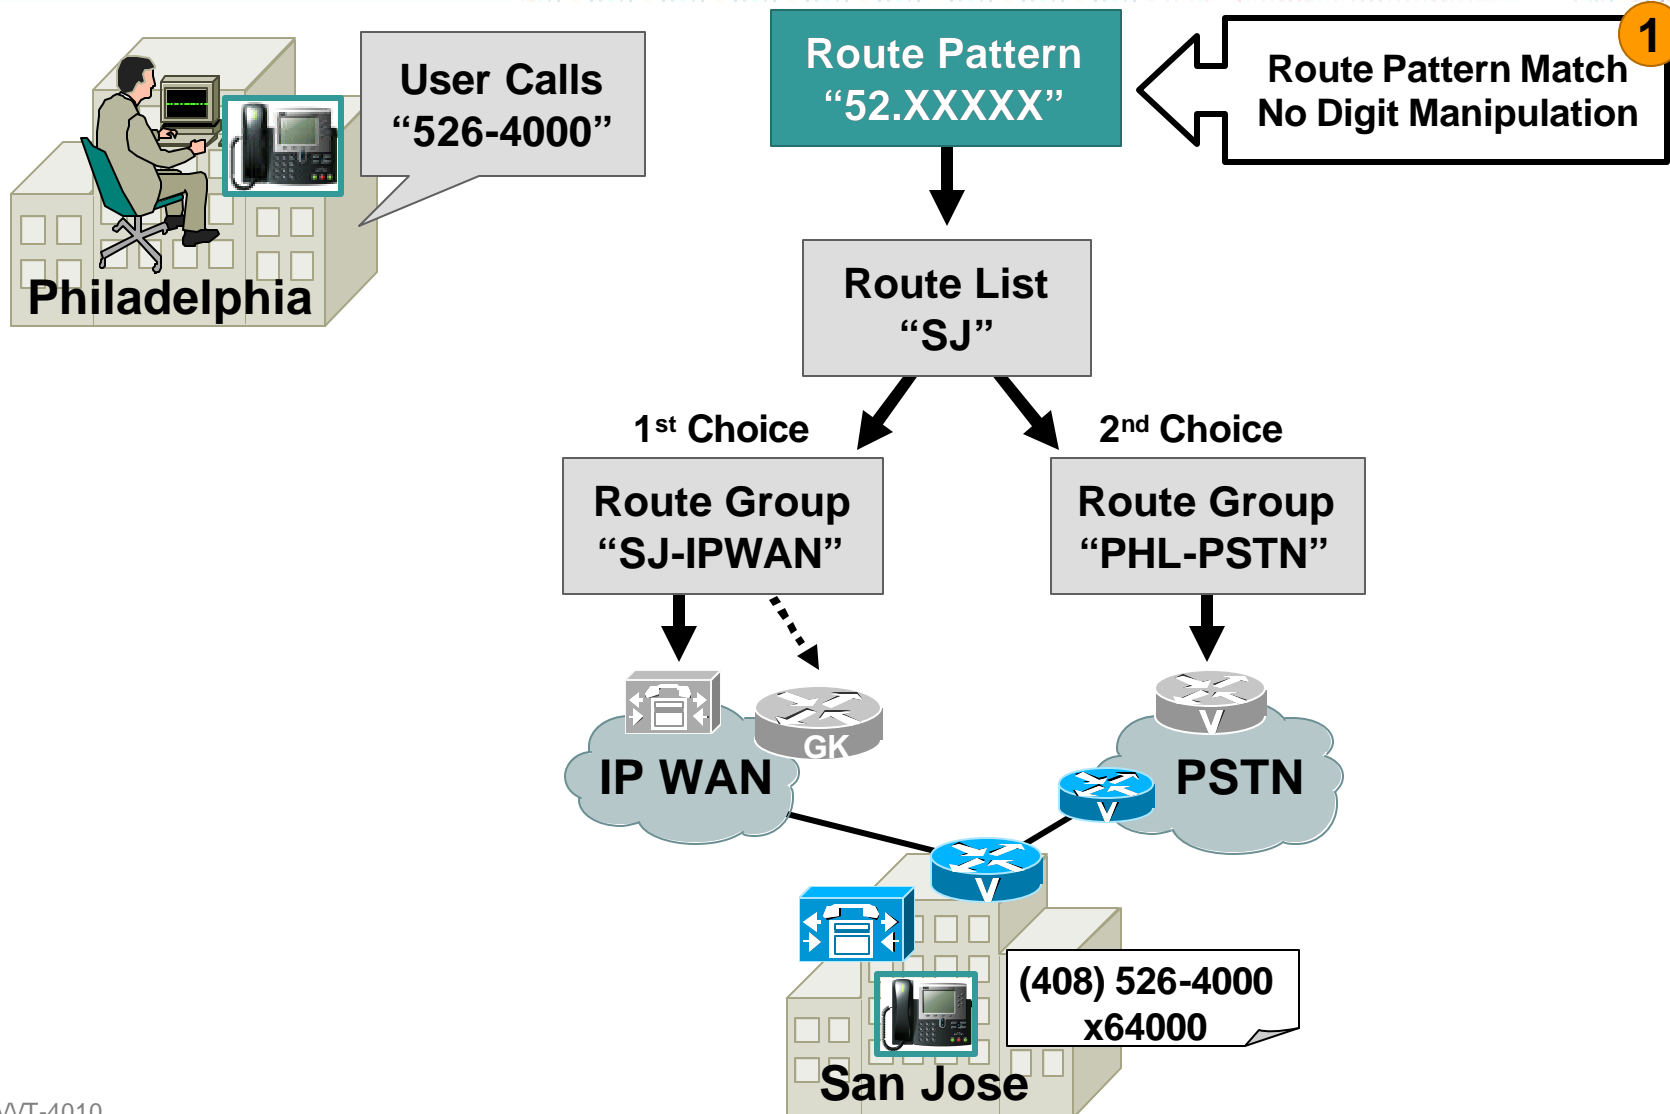 User Calls
“526-4000”
Philadelphia
Route Pattern
“52.XXXXX”
1
Route Pattern Match
No Digit Manipulation
Route List
“SJ”
1st Choice
2nd Choice
Route Group
“SJ-IPWAN”
Route Group
“PHL-PSTN”
GK
V
IP WAN
PSTN
V
V
(408) 526-4000
x64000
San Jose
VVT-4010